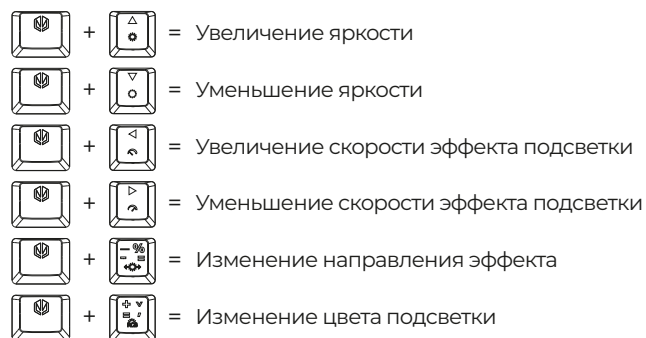 + = Увеличение яркости
+ = Уменьшение яркости
+ = Увеличение скорости эффекта подсветки
+ = Уменьшение скорости эффекта подсветки
+ — % - = = Изменение направления эффекта
+ + v = , = Изменение цвета подсветки